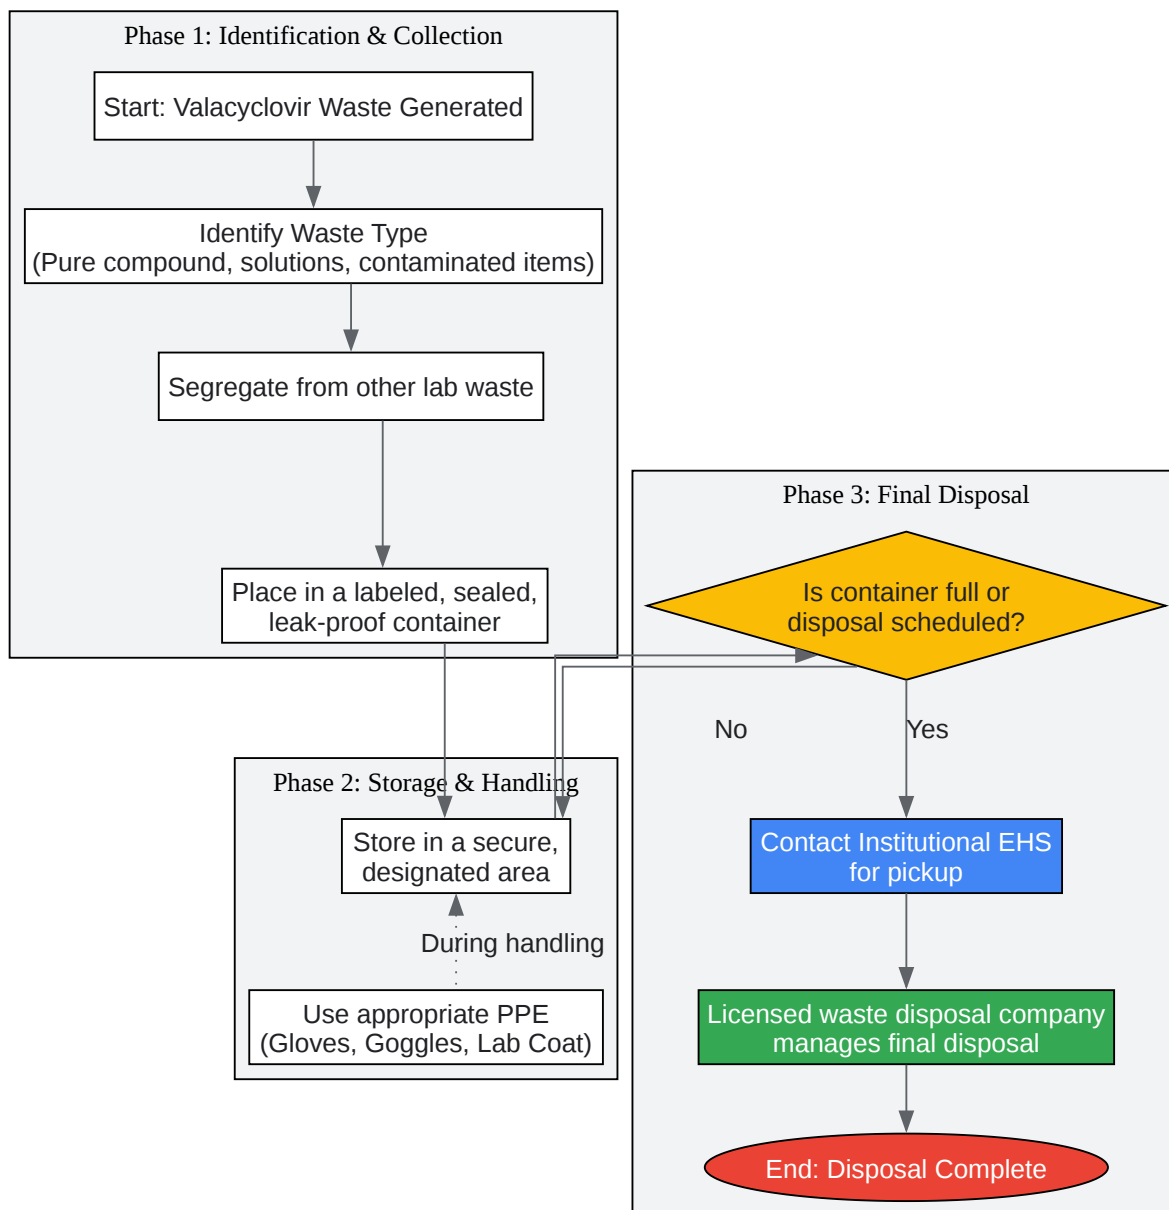 Phase 1: Identification & Collection
Start: Valacyclovir Waste Generated
Identify Waste Type
(Pure compound, solutions, contaminated items)
Segregate from other lab waste
Place in a labeled, sealed,
leak-proof container
Phase 2: Storage & Handling
Store in a secure,
designated area
During handling
Use appropriate PPE
(Gloves, Goggles, Lab Coat)
Phase 3: Final Disposal
Is container full or
disposal scheduled?
No
Yes
Contact Institutional EHS
for pickup
Licensed waste disposal company
manages final disposal
End: Disposal Complete